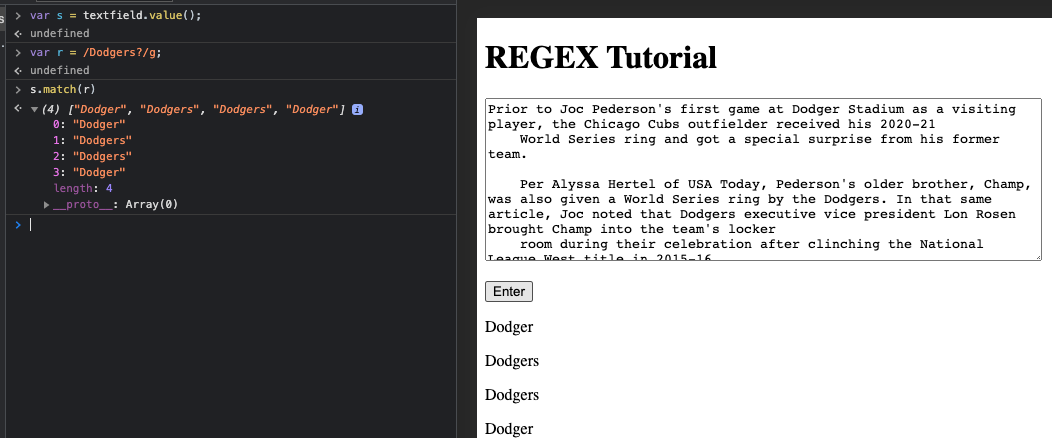 > var s = textfield.value();
<· undefined
> var r = /Dodgers?/g;
<· undefined
> s.match(r)
<· ▼ (4) ["Dodger", "Dodgers", "Dodgers", "Dodger"] i
0: "Dodger"
1: "Dodgers"
2: "Dodgers"
3: "Dodger"
length: 4
▶ __proto__: Array(0)
>
REGEX Tutorial
Prior to Joc Pederson's first game at Dodger Stadium as a visiting
player, the Chicago Cubs outfielder received his 2020-21
World Series ring and got a special surprise from his former
team.
Per Alyssa Hertel of USA Today, Pederson's older brother, Champ,
was also given a World Series ring by the Dodgers. In that same
article, Joc noted that Dodgers executive vice president Lon Rosen
brought Champ into the team's locker
room during their celebration after clinching the National
League West title in 2015-16
Enter
Dodger
Dodgers
Dodgers
Dodger